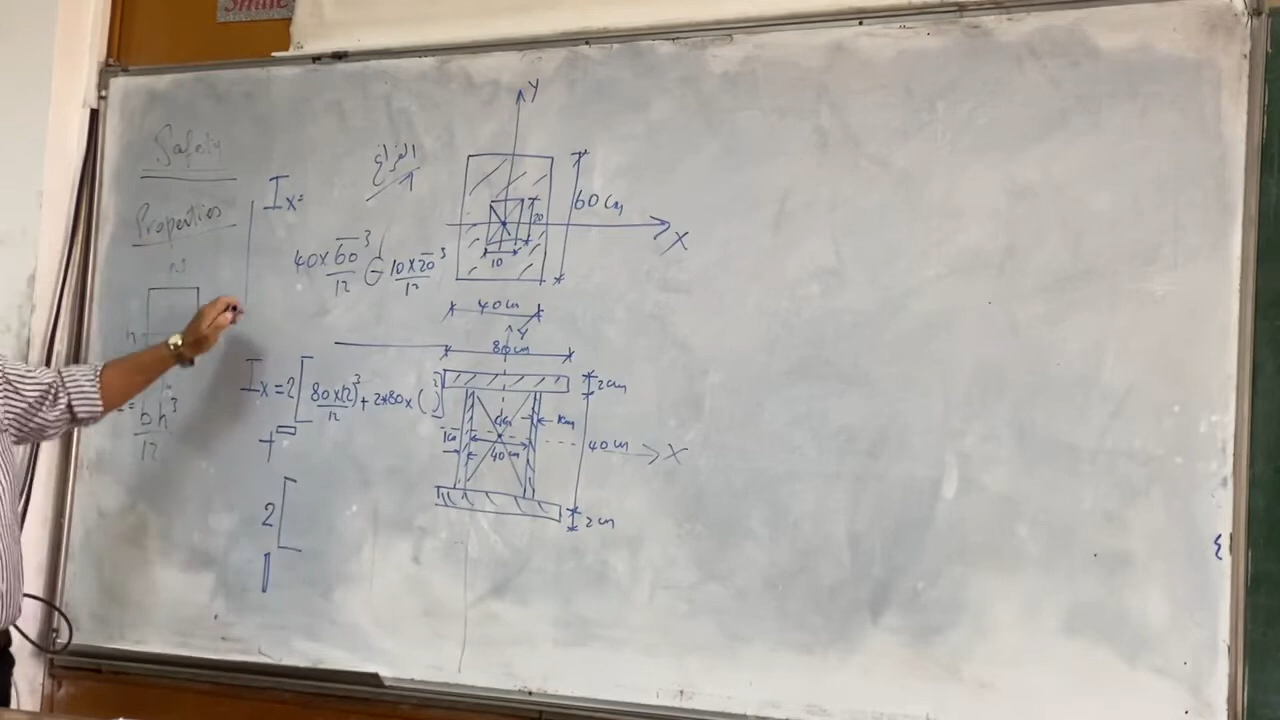 Smile
Safety
Properties
h
bh³
12
Ix=
الفراغ
40×60³/12 - 10×20³/12
Y
X
60 cm
20
10
40 cm
Ix = 2[80×(2)³/12 + 2×80×( )²]
+
2[
Y
80 cm
2 cm
1 cm
1 cm
40 cm
40 cm
X
2 cm